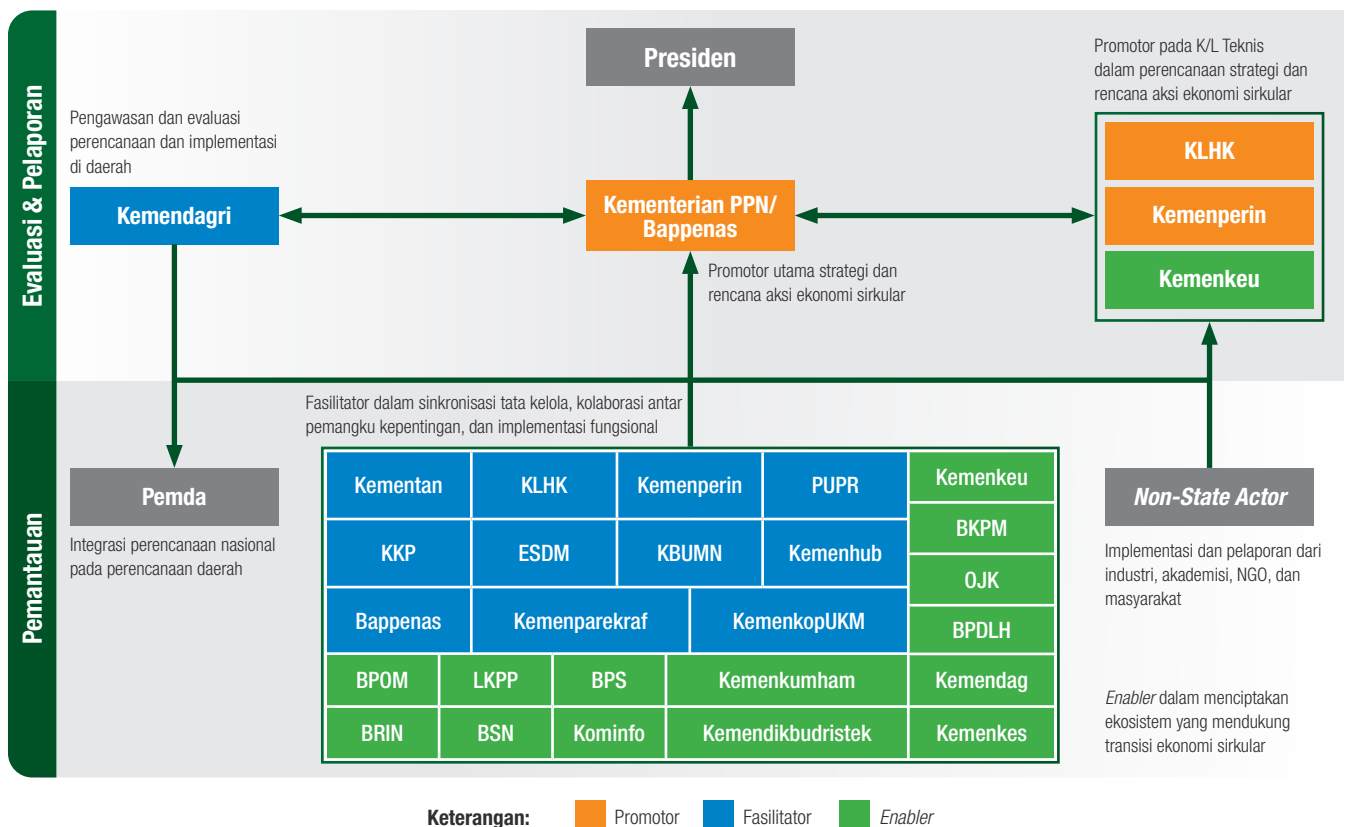 Evaluasi & Pelaporan
Presiden
Promotor pada K/L Teknis
dalam perencanaan strategi dan
rencana aksi ekonomi sirkular
Pengawasan dan evaluasi
perencanaan dan implementasi
di daerah
Kemendagri
Kementerian PPN/
Bappenas
KLHK
Kemenperin
Kemenkeu
Promotor utama strategi dan
rencana aksi ekonomi sirkular
Pemantauan
Fasilitator dalam sinkronisasi tata kelola, kolaborasi antar
pemangku kepentingan, dan implementasi fungsional
Pemda
Integrasi perencanaan nasional
pada perencanaan daerah
Kementan KLHK Kemenperin PUPR
KKP ESDM KBUMN Kemenhub
Bappenas Kemenparekraf KemenkopUKM
Kemenkeu
BKPM
OJK
BPDLH
BPOM LKPP BPS Kemenkumham Kemendag
BRIN BSN Kominfo Kemendikbudristek Kemenkes
Non-State Actor
Implementasi dan pelaporan dari
industri, akademisi, NGO, dan
masyarakat
Enabler dalam menciptakan
ekosistem yang mendukung
transisi ekonomi sirkular
Keterangan: Promotor Fasilitator Enabler